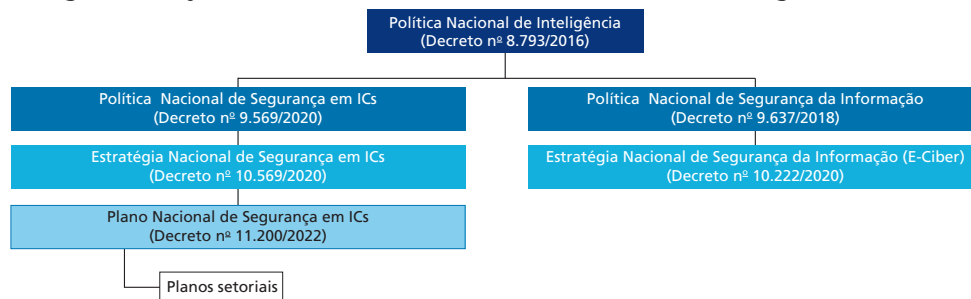 Política Nacional de Inteligência
(Decreto nº 8.793/2016)
Política Nacional de Segurança em ICs
(Decreto nº 9.569/2020)
Política Nacional de Segurança da Informação
(Decreto nº 9.637/2018)
Estratégia Nacional de Segurança em ICs
(Decreto nº 10.569/2020)
Estratégia Nacional de Segurança da Informação (E-Ciber)
(Decreto nº 10.222/2020)
Plano Nacional de Segurança em ICs
(Decreto nº 11.200/2022)
Planos setoriais